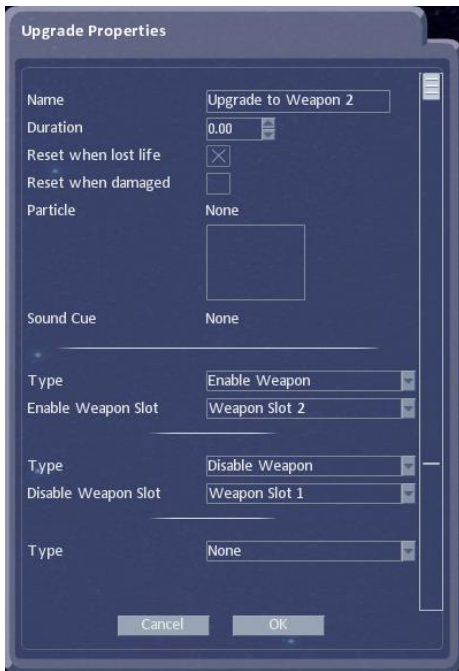 Upgrade Properties
Name Upgrade to Weapon 2
Duration 0.00
Reset when lost life
Reset when damaged
Particle None
Sound Cue None
Type Enable Weapon
Enable Weapon Slot Weapon Slot 2
Type Disable Weapon
Disable Weapon Slot Weapon Slot 1
Type None
Cancel OK